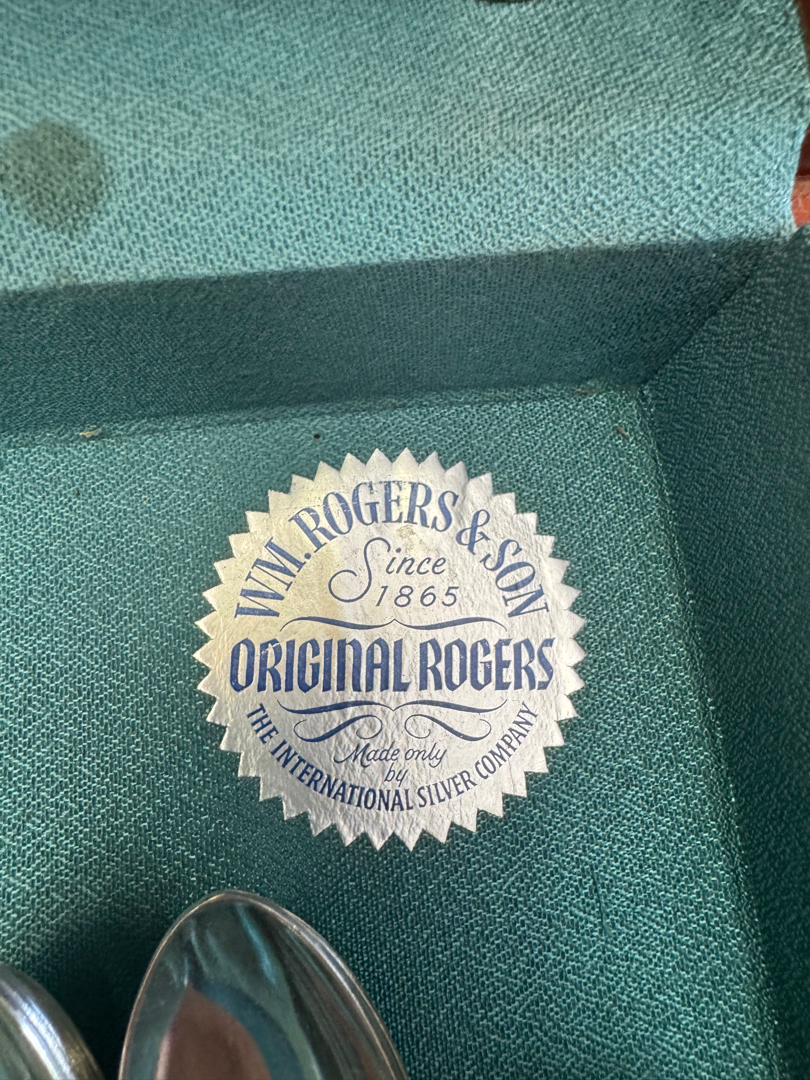 WM. ROGERS & SON
Since
1865
ORIGINAL ROGERS
Made only
by
THE INTERNATIONAL SILVER COMPANY